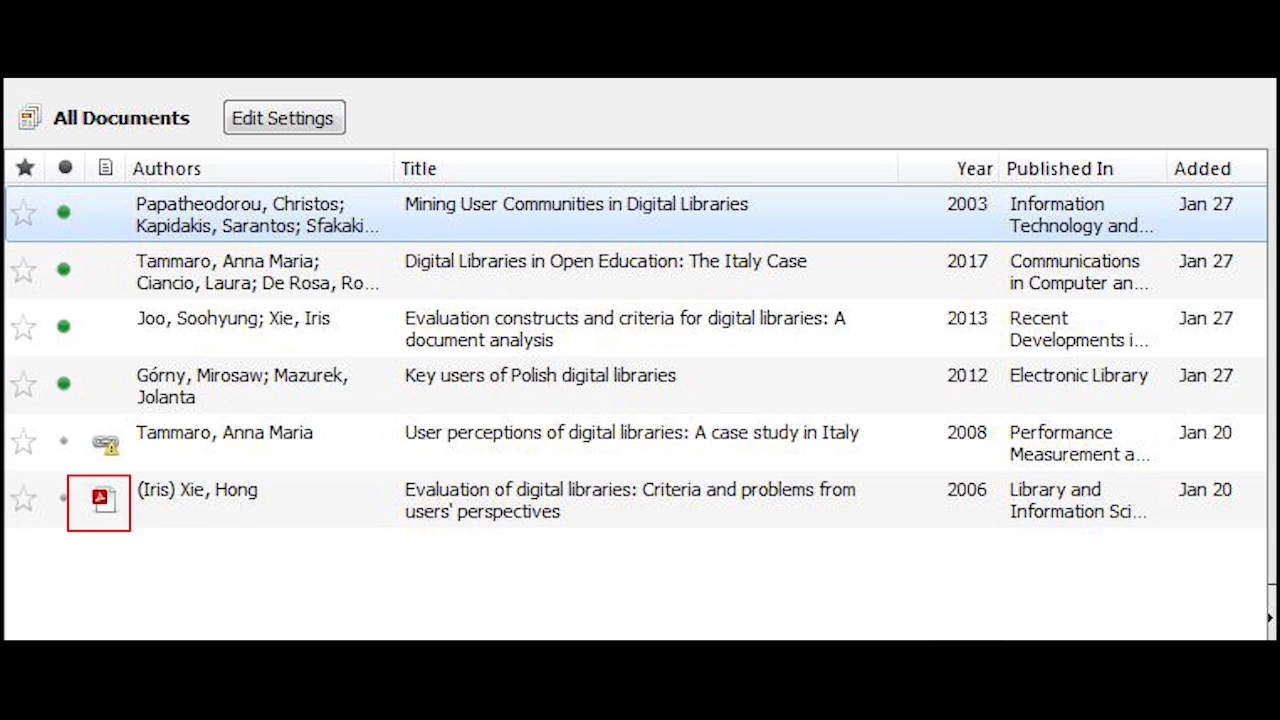 All Documents Edit Settings
Authors Title Year Published In Added
Papatheodorou, Christos; Mining User Communities in Digital Libraries 2003 Information Jan 27
Kapidakis, Sarantos; Sfakaki... Technology and...
Tammaro, Anna Maria; Digital Libraries in Open Education: The Italy Case 2017 Communications Jan 27
Ciancio, Laura; De Rosa, Ro... in Computer an...
Joo, Soohyung; Xie, Iris Evaluation constructs and criteria for digital libraries: A 2013 Recent Jan 27
document analysis Developments i...
Górny, Mirosaw; Mazurek, Key users of Polish digital libraries 2012 Electronic Library Jan 27
Jolanta
Tammaro, Anna Maria User perceptions of digital libraries: A case study in Italy 2008 Performance Jan 20
Measurement a...
(Iris) Xie, Hong Evaluation of digital libraries: Criteria and problems from 2006 Library and Jan 20
users' perspectives Information Sci...